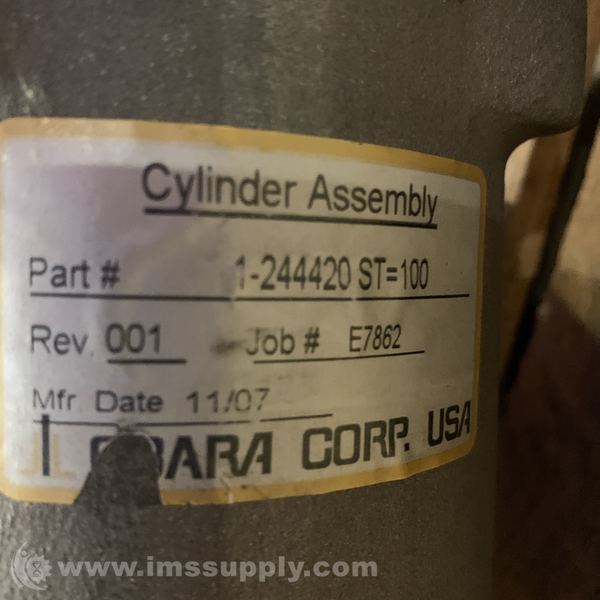 Cylinder Assembly
Part # 1-244420 ST=100
Rev. 001 Job # E7862
Mfr. Date 11/07
CORP. USA
www.imssupply.com